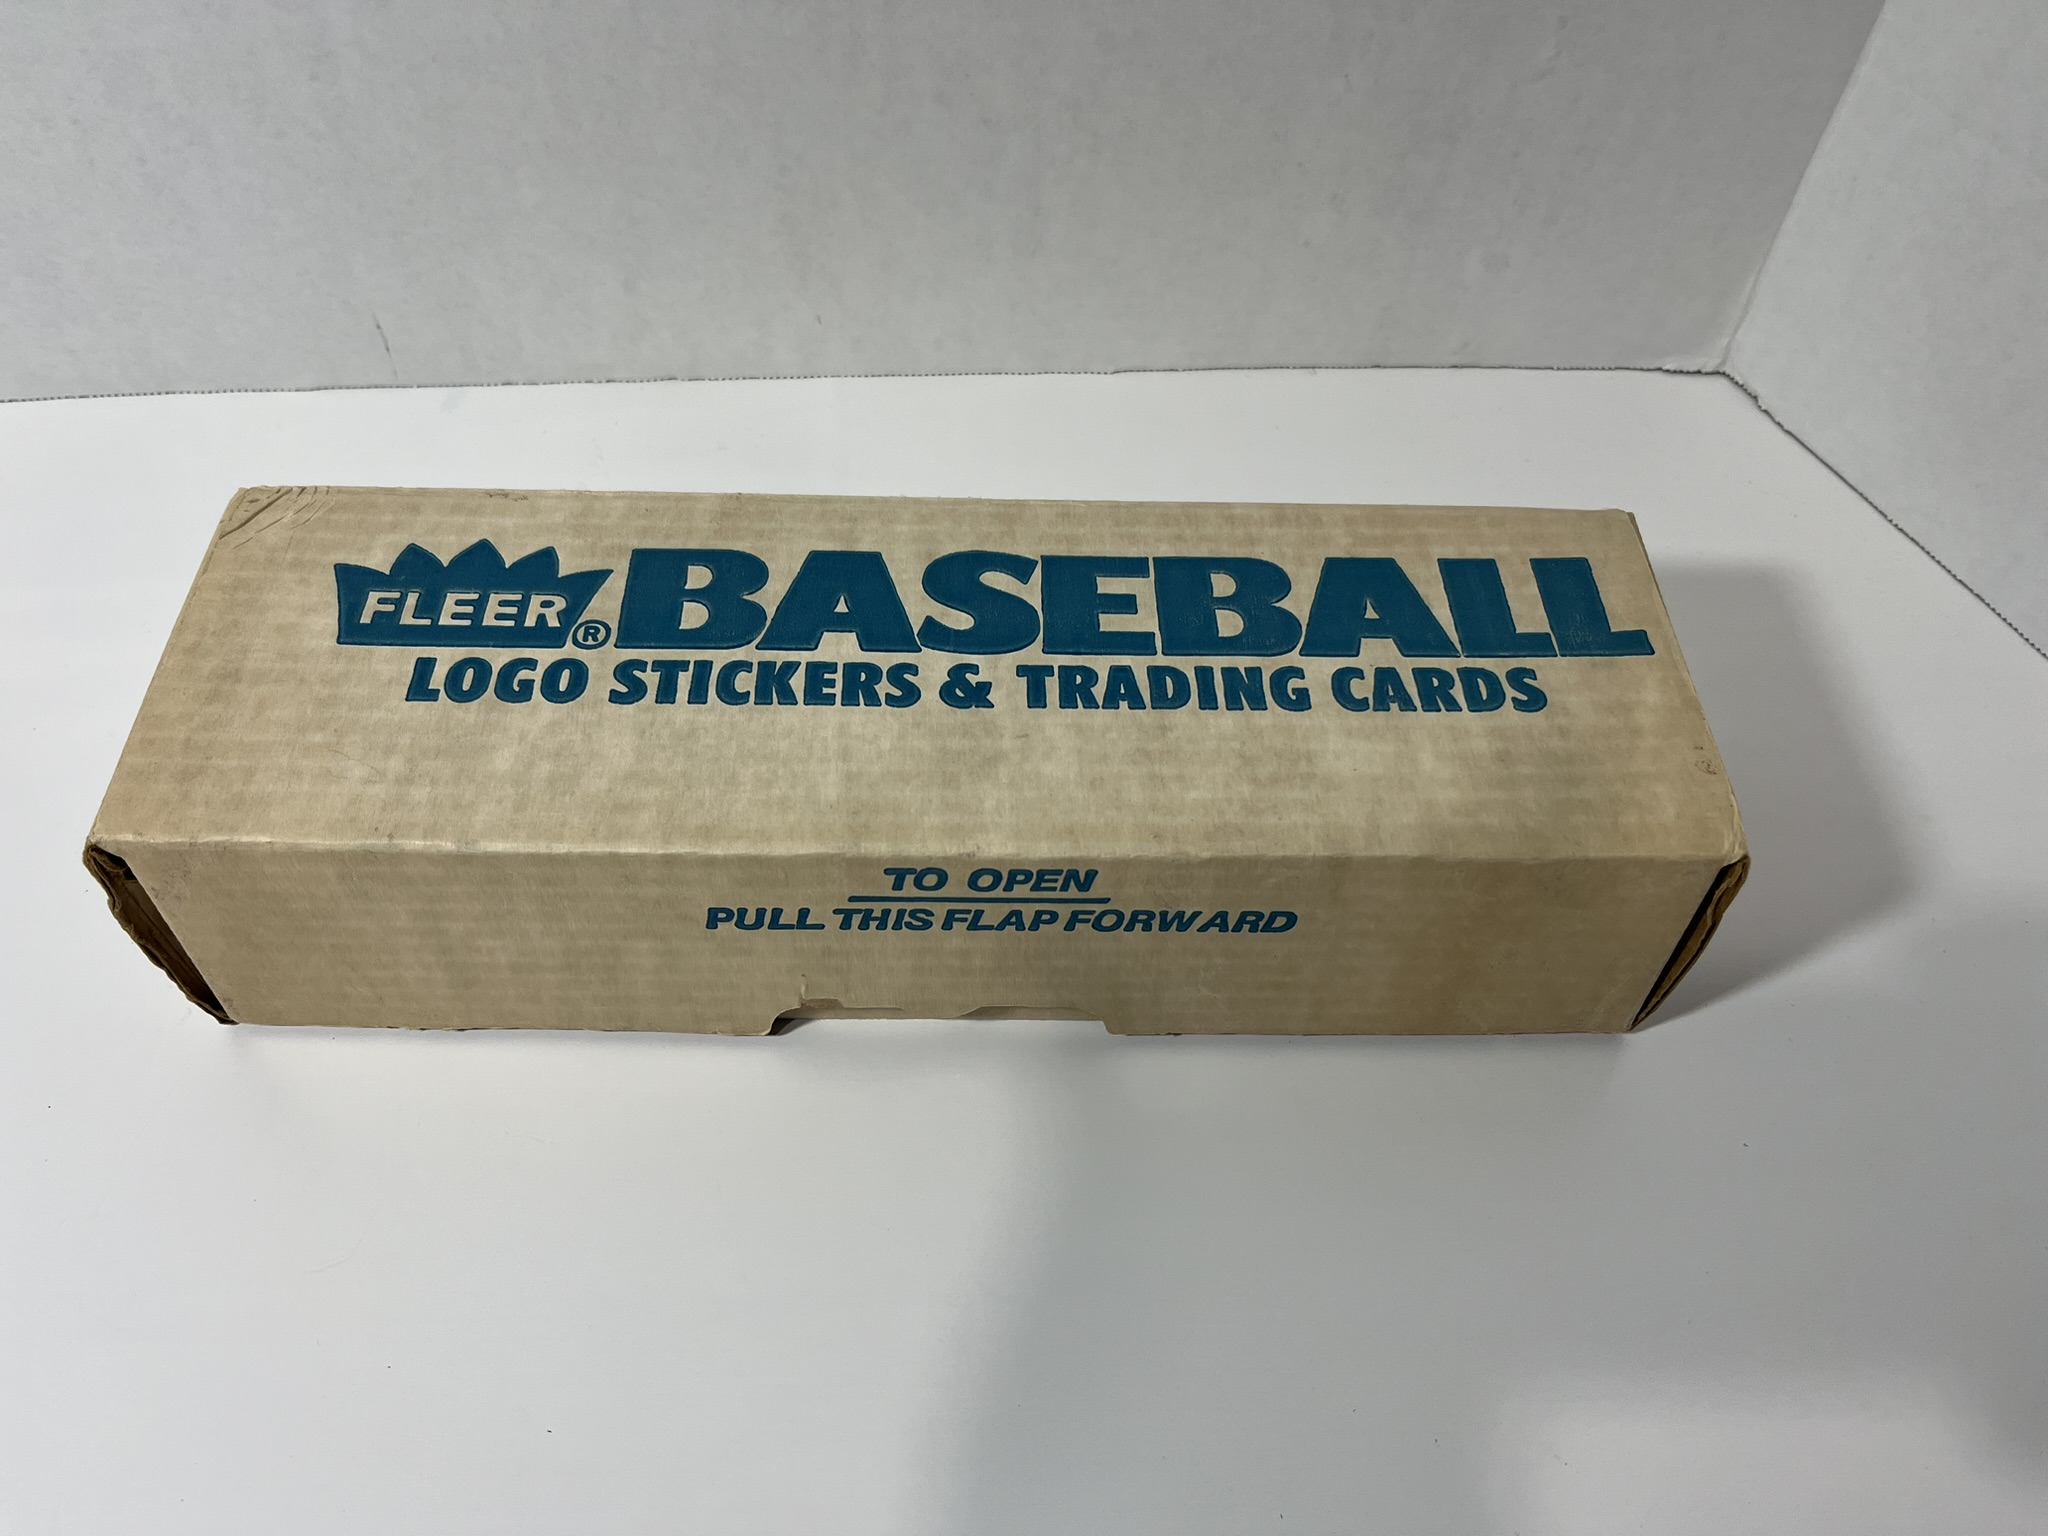 FLEER® BASEBALL
LOGO STICKERS & TRADING CARDS
TO OPEN
PULL THIS FLAP FORWARD